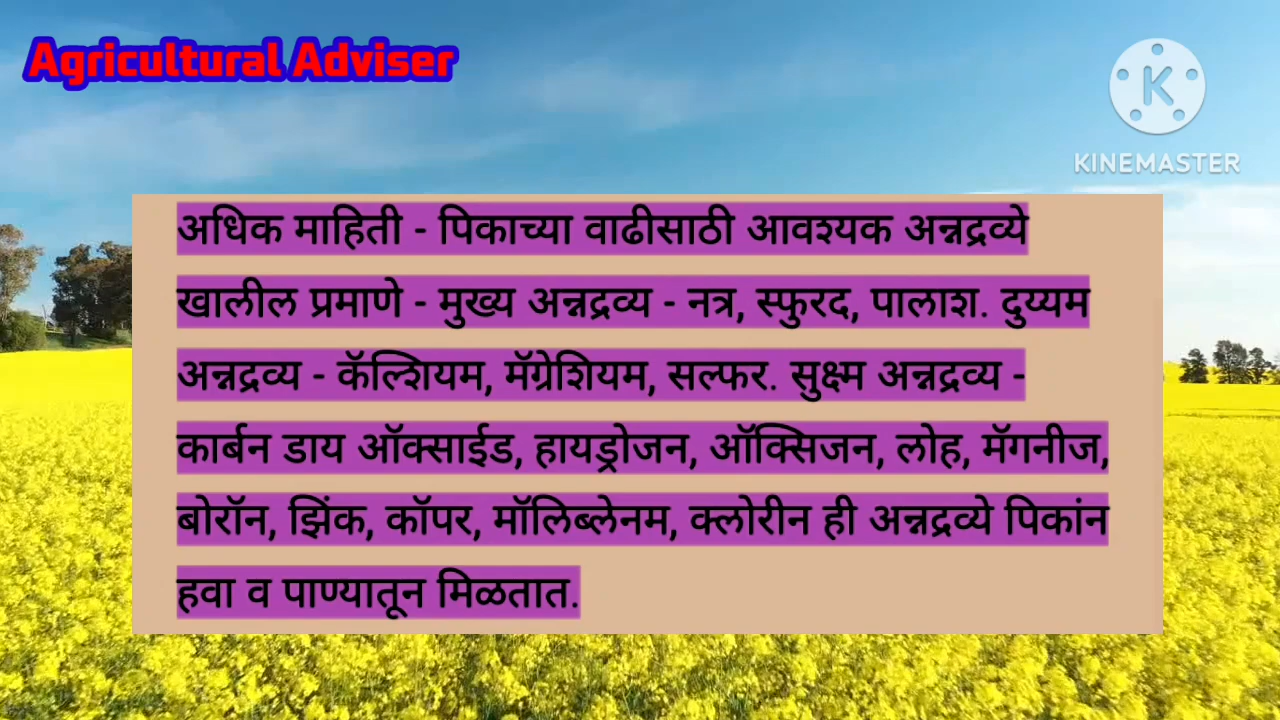 Agricultural Adviser
K
KINEMASTER
अधिक माहिती - पिकाच्या वाढीसाठी आवश्यक अन्नद्रव्ये
खालील प्रमाणे - मुख्य अन्नद्रव्य - नत्र, स्फुरद, पालाश. दुय्यम
अन्नद्रव्य - कॅल्शियम, मॅग्रेशियम, सल्फर. सुक्ष्म अन्नद्रव्य -
कार्बन डाय ऑक्साईड, हायड्रोजन, ऑक्सिजन, लोह, मॅगनीज,
बोरॉन, झिंक, कॉपर, मॉलिब्लेनम, क्लोरीन ही अन्नद्रव्ये पिकांन
हवा व पाण्यातून मिळतात.